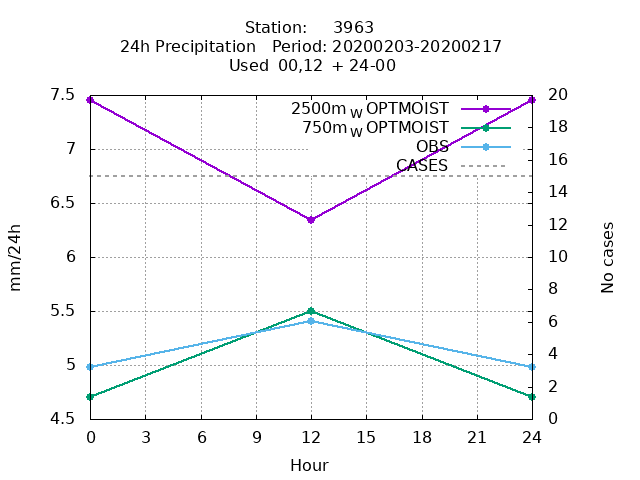 Station: 3963
24h Precipitation Period: 20200203-20200217
Used 00,12 + 24-00
2500m W OPTMOIST
750m W OPTMOIST
OBS
CASES
7.5
7
6.5
6
5.5
5
4.5
mm/24h
20
18
16
14
12
10
8
6
4
2
0
No cases
0 3 6 9 12 15 18 21 24
Hour